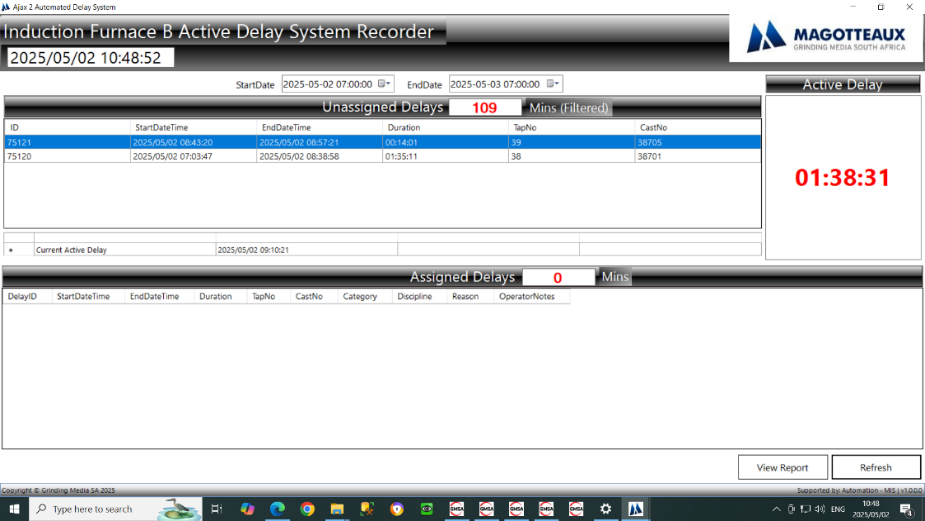 Ajax 2 Automated Delay System
Induction Furnace B Active Delay System Recorder
MAGOTTEAUX
GRINDING MEDIA SOUTH AFRICA
2025/05/02 10:48:52
StartDate 2025-05-02 07:00:00 EndDate 2025-05-03 07:00:00
Active Delay
Unassigned Delays 109 Mins (Filtered)
ID StartDateTime EndDateTime Duration TapNo CastNo
75121 2025/05/02 08:43:20 2025/05/02 08:57:21 00:14:01 39 38705
75120 2025/05/02 07:03:47 2025/05/02 08:38:58 01:35:11 38 38701
01:38:31
* Current Active Delay 2025/05/02 09:10:21
Assigned Delays 0 Mins
DelayID StartDateTime EndDateTime Duration TapNo CastNo Category Discipline Reason OperatorNotes
View Report Refresh
Copyright © Grinding Media SA 2025 Supported by: Automation - MIS | v1.0.0.0
Type here to search
GMSA GMSA GMSA GMSA GMSA
ENG
10:48
2025/05/02
4